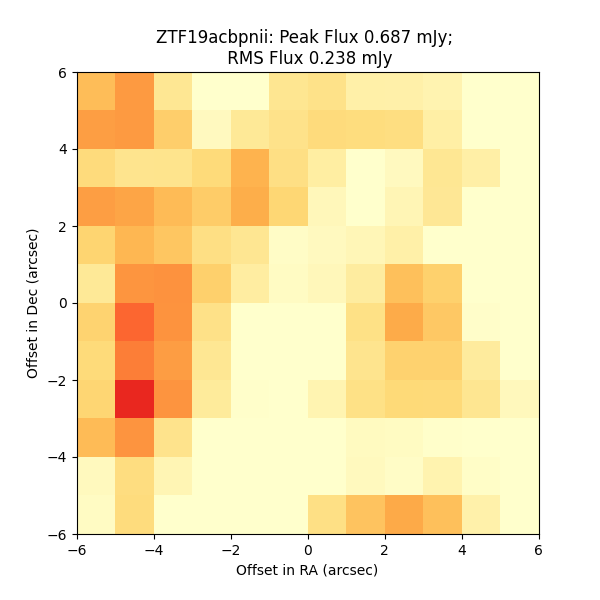 ZTF19acbpnii: Peak Flux 0.687 mJy;
RMS Flux 0.238 mJy
6
4
2
0
−2
−4
−6
Offset in Dec (arcsec)
−6 −4 −2 0 2 4 6
Offset in RA (arcsec)